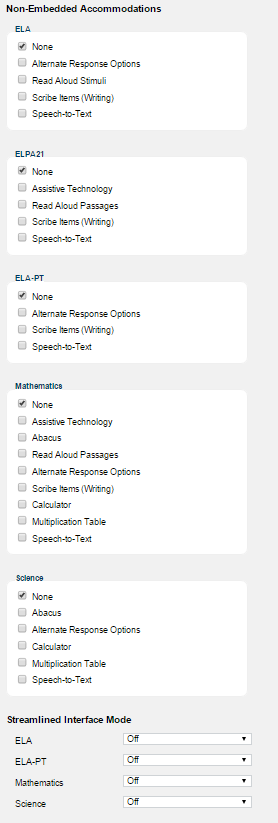 Non-Embedded Accommodations
ELA
None
Alternate Response Options
Read Aloud Stimuli
Scribe Items (Writing)
Speech-to-Text
ELPA21
None
Assistive Technology
Read Aloud Passages
Scribe Items (Writing)
Speech-to-Text
ELA-PT
None
Alternate Response Options
Scribe Items (Writing)
Speech-to-Text
Mathematics
None
Assistive Technology
Abacus
Read Aloud Passages
Alternate Response Options
Scribe Items (Writing)
Calculator
Multiplication Table
Speech-to-Text
Science
None
Abacus
Alternate Response Options
Calculator
Multiplication Table
Speech-to-Text
Streamlined Interface Mode
ELA Off
ELA-PT Off
Mathematics Off
Science Off